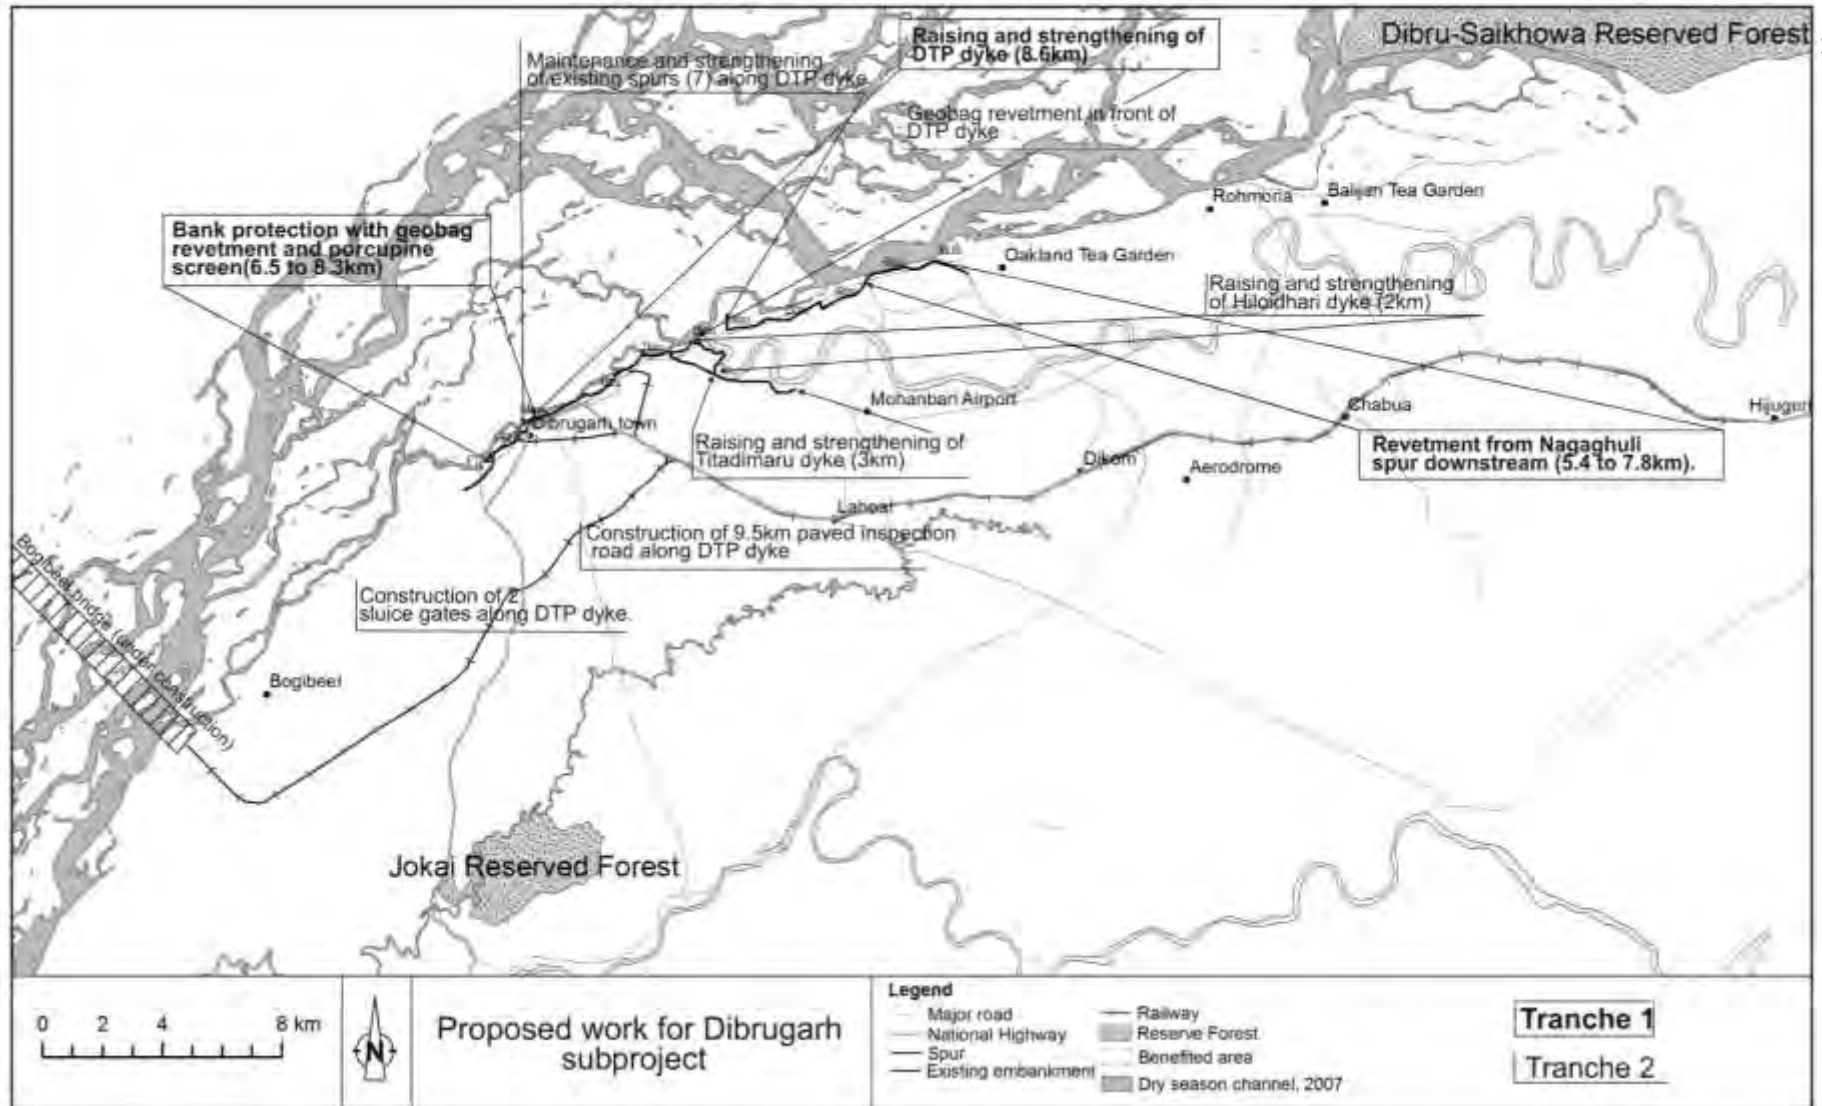 Dibru-Saikhowa Reserved Forest
Raising and strengthening of
DTP dyke (8.6km)
Maintenance and strengthening
of existing spurs (7) along DTP dyke
Geobag revetment in front of
DTP dyke
Rohmoria
Balijan Tea Garden
Bank protection with geobag
revetment and porcupine
screen(6.5 to 8.3km)
Oakland Tea Garden
Raising and strengthening
of Hiloidhari dyke (2km)
Mohanbari Airport
Chabua
Hijuguri
Dibrugarh town
Raising and strengthening of
Titadimaru dyke (3km)
Revetment from Nagaghuli
spur downstream (5.4 to 7.8km).
Dikom
Aerodrome
Lahoal
Construction of 9.5km paved inspection
road along DTP dyke
Construction of 2
sluice gates along DTP dyke.
Bogibeel bridge (under construction)
Bogibeel
Jokai Reserved Forest
0 2 4 8 km
N
Proposed work for Dibrugarh
subproject
Legend
Major road
National Highway
Spur
Existing embankment
Railway
Reserve Forest
Benefited area
Dry season channel, 2007
Tranche 1
Tranche 2